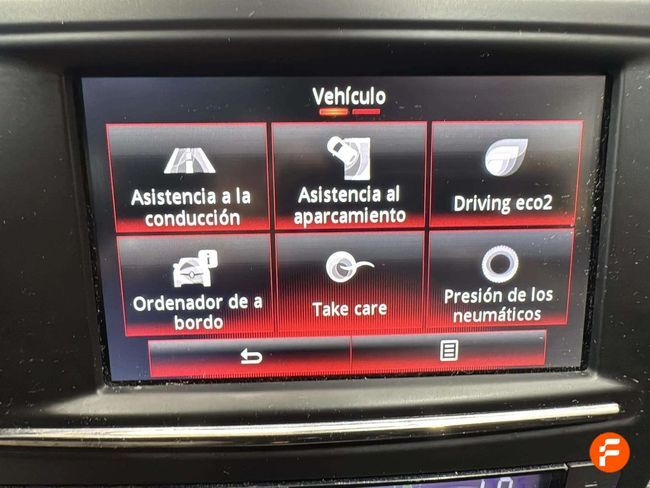 Vehículo
Asistencia a la
conducción
Asistencia al
aparcamiento
Driving eco2
Ordenador de a
bordo
Take care
Presión de los
neumáticos